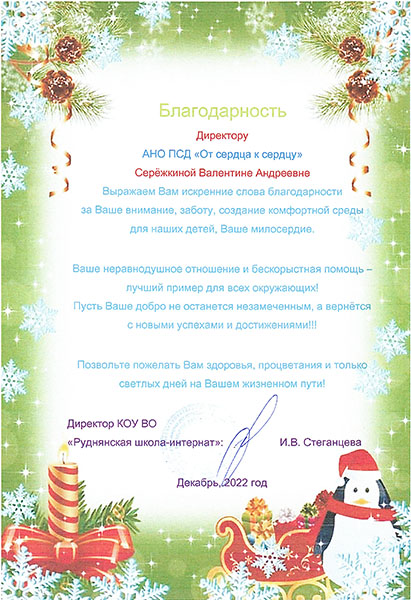 Благодарность
Директору
АНО ПСД «От сердца к сердцу»
Серёжкиной Валентине Андреевне
Выражаем Вам искренние слова благодарности
за Ваше внимание, заботу, создание комфортной среды
для наших детей, Ваше милосердие.
Ваше неравнодушное отношение и бескорыстная помощь –
лучший пример для всех окружающих!
Пусть Ваше добро не останется незамеченным, а вернётся
с новыми успехами и достижениями!!!
Позвольте пожелать Вам здоровья, процветания и только
светлых дней на Вашем жизненном пути!
Директор КОУ ВО
«Руднянская школа-интернат»: И.В. Стеганцева
Декабрь, 2022 год